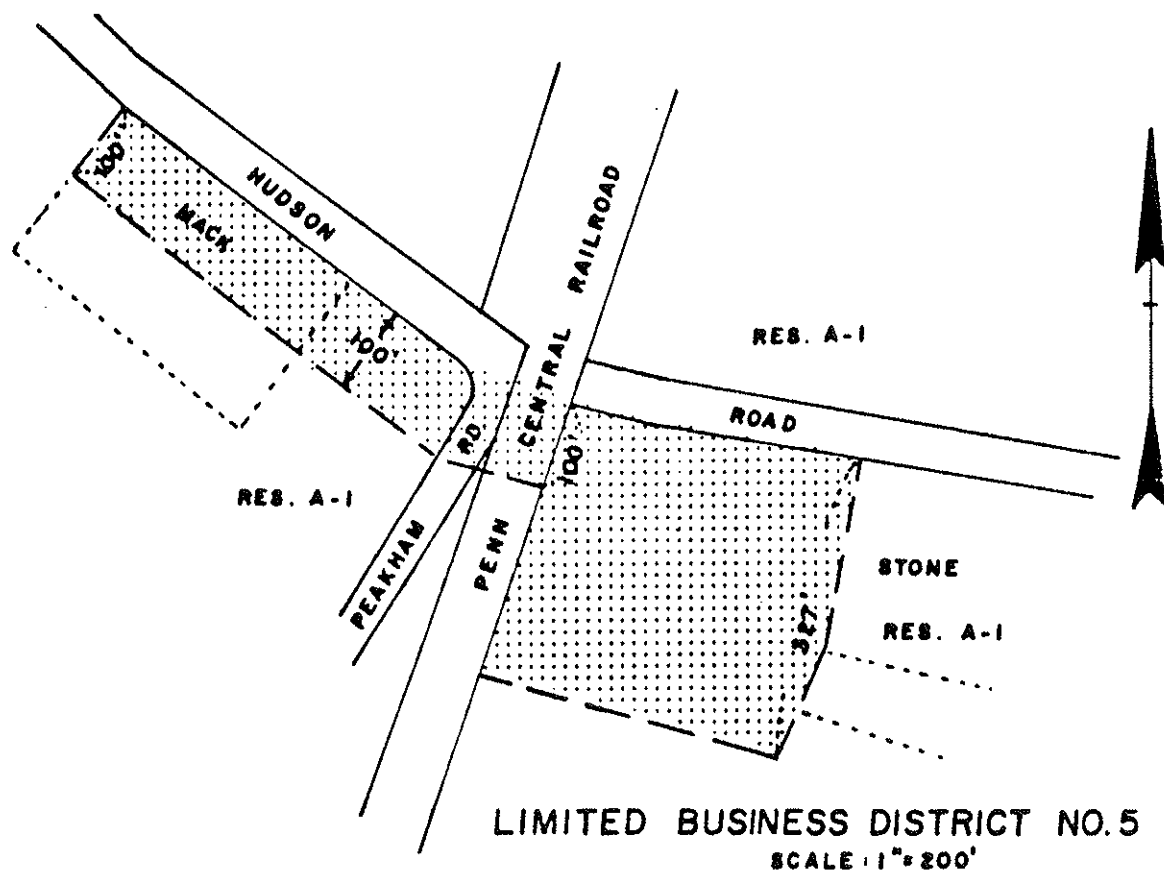 100'
HUDSON
MACK
100'
RD
CENTRAL RAILROAD
RES. A-1
ROAD
100'
RES. A-1
PEAKHAM
PENN
STONE
327'
RES. A-1
LIMITED BUSINESS DISTRICT NO. 5
SCALE : 1" = 200'